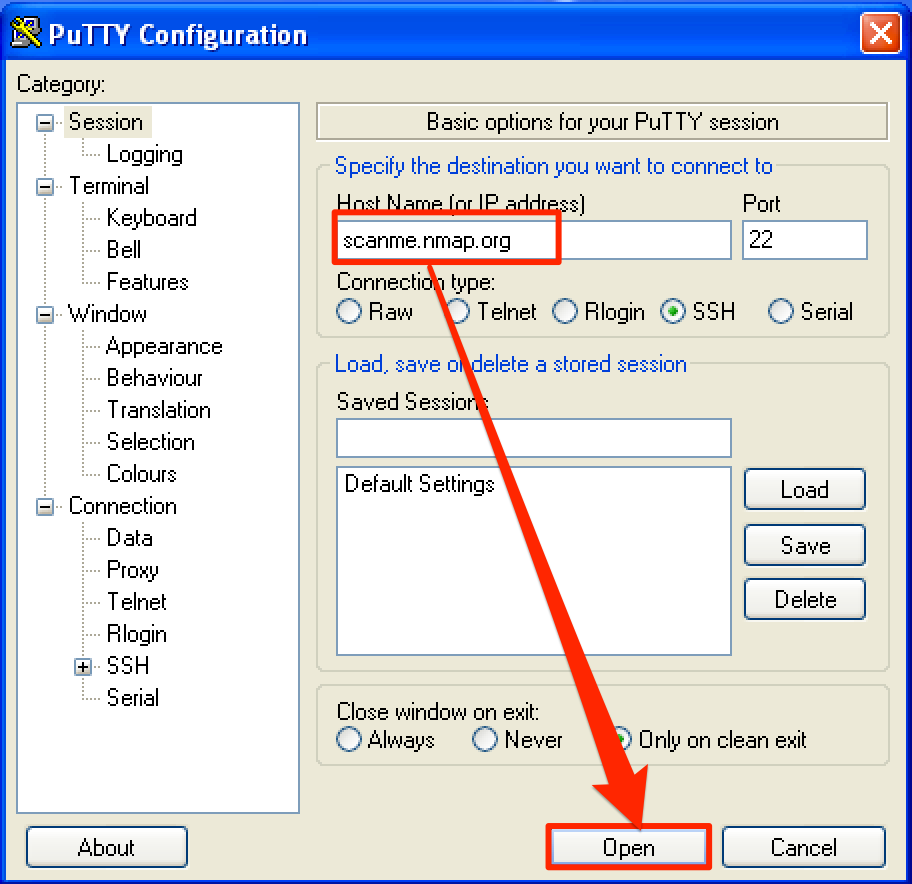 PuTTY Configuration
Category:
Session
Logging
Terminal
Keyboard
Bell
Features
Window
Appearance
Behaviour
Translation
Selection
Colours
Connection
Data
Proxy
Telnet
Rlogin
SSH
Serial
Basic options for your PuTTY session
Specify the destination you want to connect to
Host Name (or IP address) Port
scanme.nmap.org 22
Connection type:
Raw Telnet Rlogin SSH Serial
Load, save or delete a stored session
Saved Sessions
Default Settings
Load
Save
Delete
Close window on exit:
Always Never Only on clean exit
About Open Cancel